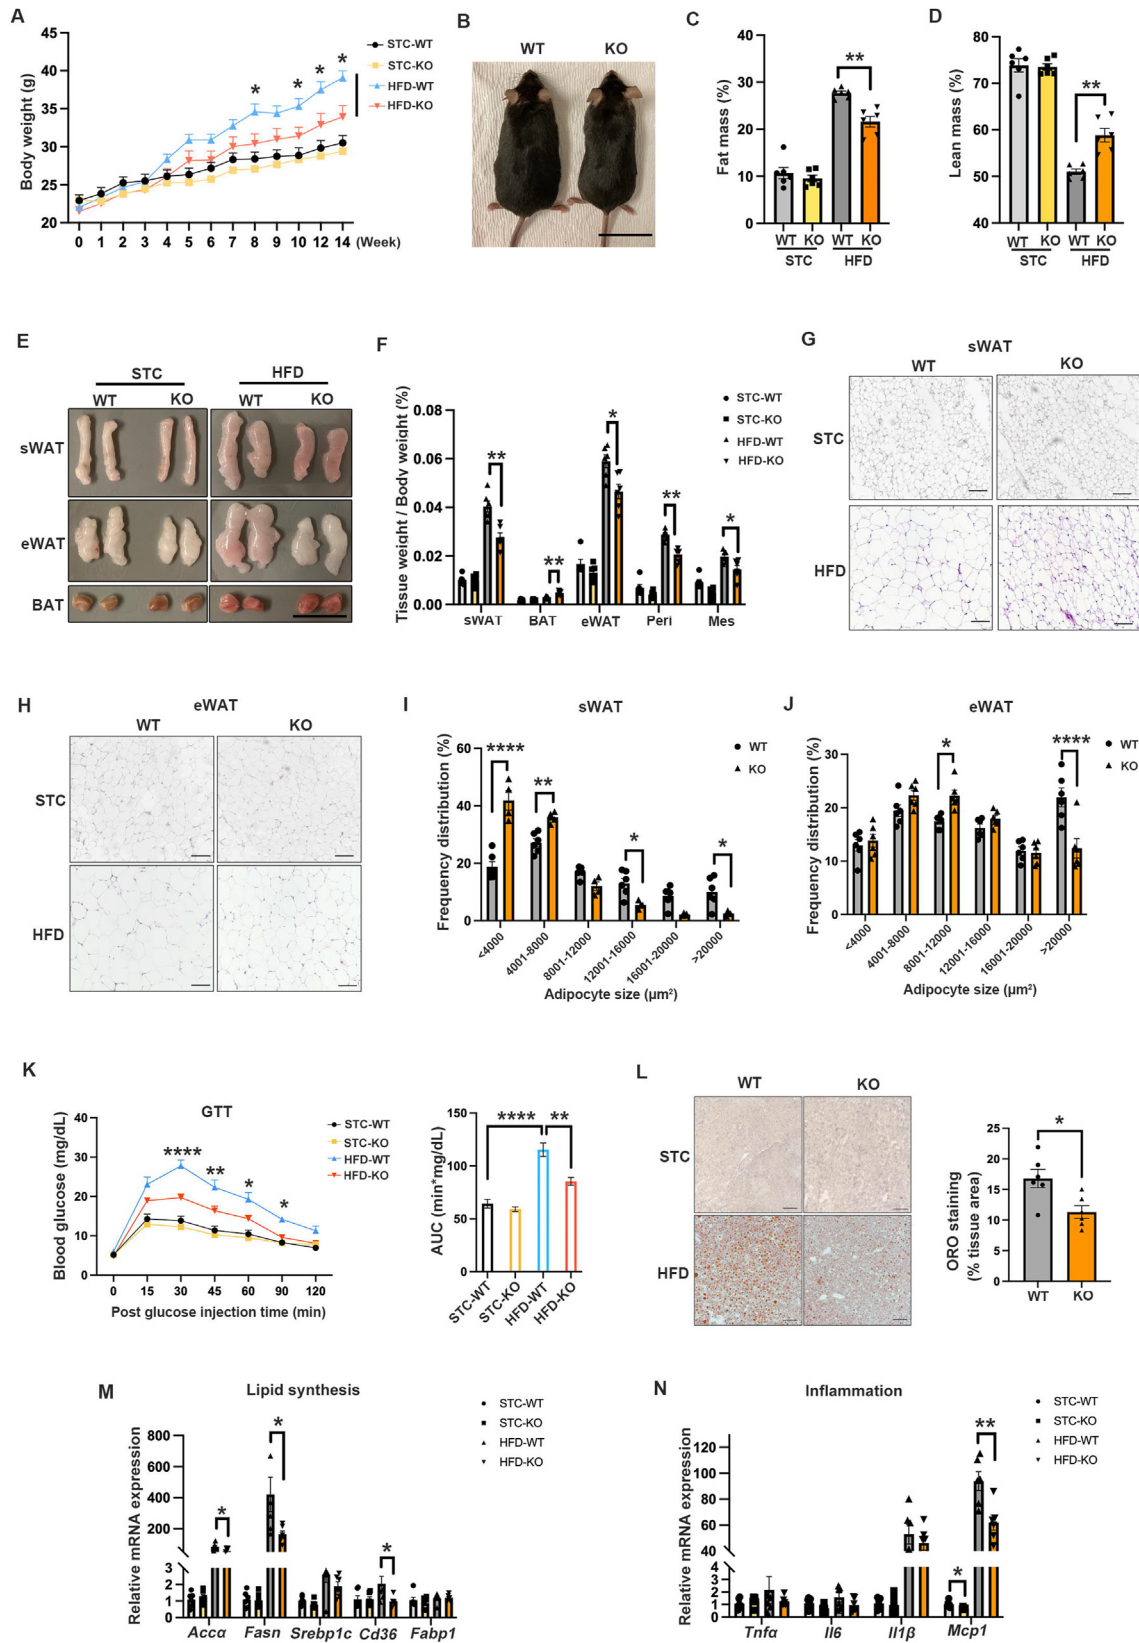 A
STC-WT
STC-KO
HFD-WT
HFD-KO
Body weight (g)
45
40
35
30
25
20
* * * *
0 1 2 3 4 5 6 7 8 9 10 12 14 (Week)
B
WT KO
C
Fat mass (%)
40
30
20
10
0
**
WT KO WT KO
STC HFD
D
Lean mass (%)
80
70
60
50
40
**
WT KO WT KO
STC HFD
E
STC HFD
WT KO WT KO
sWAT
eWAT
BAT
F
Tissue weight / Body weight (%)
0.08
0.06
0.04
0.02
0.00
** ** * ** *
sWAT BAT eWAT Peri Mes
STC-WT
STC-KO
HFD-WT
HFD-KO
G
sWAT
WT KO
STC
HFD
H
eWAT
WT KO
STC
HFD
I
sWAT
Frequency distribution (%)
60
40
20
0
**** ** * *
WT
KO
<4000 4001-8000 8001-12000 12001-16000 16001-20000 >20000
Adipocyte size (μm²)
J
eWAT
Frequency distribution (%)
30
20
10
0
* ****
WT
KO
<4000 4001-8000 8001-12000 12001-16000 16001-20000 >20000
Adipocyte size (μm²)
K
GTT
Blood glucose (mg/dL)
40
30
20
10
0
**** ** * *
0 15 30 45 60 90 120
Post glucose injection time (min)
STC-WT
STC-KO
HFD-WT
HFD-KO
AUC (min*mg/dL)
150
100
50
0
**** **
STC-WT STC-KO HFD-WT HFD-KO
L
WT KO
STC
HFD
ORO staining
(% tissue area)
25
20
15
10
5
0
*
WT KO
M
Lipid synthesis
Relative mRNA expression
800
600
400
200
3
2
1
0
* * *
Accα Fasn Srebp1c Cd36 Fabp1
STC-WT
STC-KO
HFD-WT
HFD-KO
N
Inflammation
Relative mRNA expression
120
100
80
60
40
4
3
2
1
0
* **
Tnfα Il6 Il1β Mcp1
STC-WT
STC-KO
HFD-WT
HFD-KO